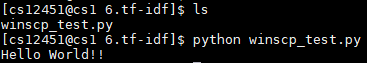 [cs12451@cs1 6.tf-idf]$ ls
winscp_test.py
[cs12451@cs1 6.tf-idf]$ python winscp_test.py
Hello World!!